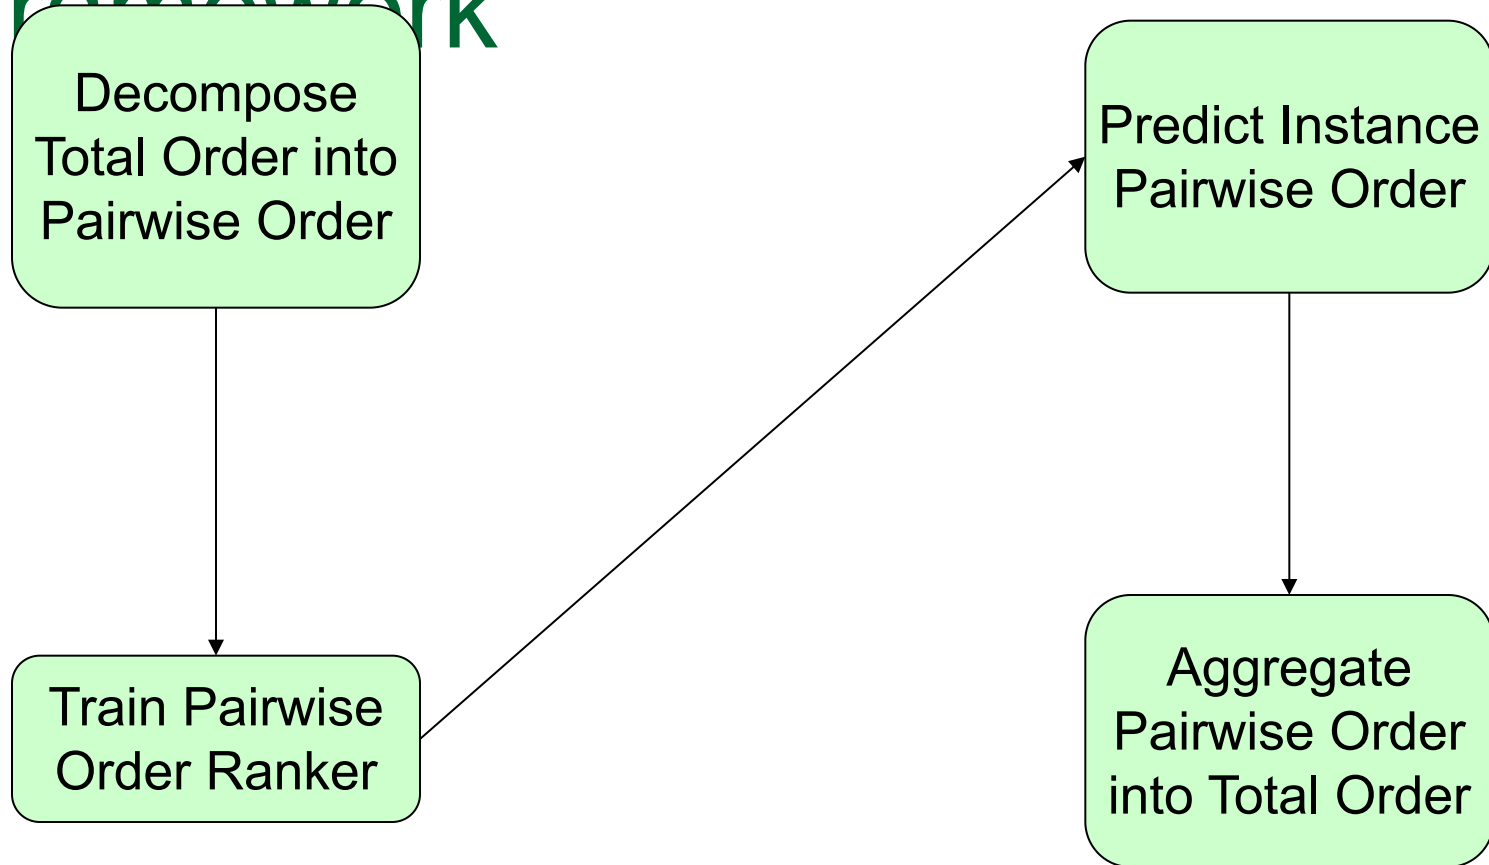 Decompose
Total Order into
Pairwise Order
Train Pairwise
Order Ranker
Predict Instance
Pairwise Order
Aggregate
Pairwise Order
into Total Order